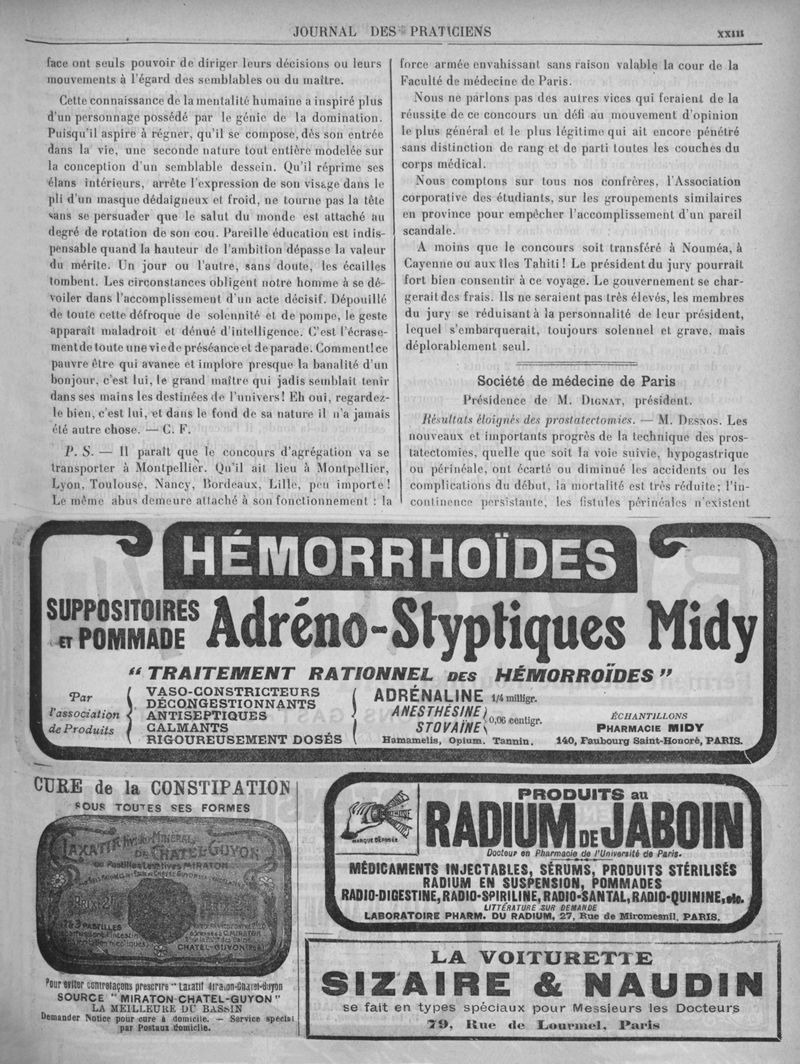 JOURNAL DES PRATICIENS
XXIII
face ont seuls pouvoir de diriger leurs décisions ou leurs
mouvements à l'égard des semblables ou du maître.
Cette connaissance de la mentalité humaine a inspiré plus
d'un personnage possédé par le génie de la domination.
Puisqu'il aspire à régner, qu'il se compose, dès son entrée
dans la vie, une seconde nature tout entière modelée sur
la conception d'un semblable dessein. Qu'il réprime ses
élans intérieurs, arrête l'expression de son visage dans le
pli d'un masque dédaigneux et froid, ne tourne pas la tête
sans se persuader que le salut du monde est attaché au
degré de rotation de son cou. Pareille éducation est indis-
pensable quand la hauteur de l'ambition dépasse la valeur
du mérite. Un jour ou l'autre, sans doute, les écailles
tombent. Les circonstances obligent notre homme à se dé-
voiler dans l'accomplissement d'un acte décisif. Dépouillé
de toute cette défroque de solennité et de pompe, le geste
apparaît maladroit et dénué d'intelligence. C'est l'écrase-
ment de toute une vie de préséance et de parade. Comment! ce
pauvre être qui avance et implore presque la banalité d'un
bonjour, c'est lui, le grand maître qui jadis semblait tenir
dans ses mains les destinées de l'univers! Eh oui, regardez-
le bien, c'est lui, et dans le fond de sa nature il n'a jamais
été autre chose. — C. F.
P. S. — Il paraît que le concours d'agrégation va se
transporter à Montpellier. Qu'il ait lieu à Montpellier,
Lyon, Toulouse, Nancy, Bordeaux, Lille, peu importe!
Le même abus demeure attaché à son fonctionnement : la
force armée envahissant sans raison valable la cour de la
Faculté de médecine de Paris.
Nous ne parlons pas des autres vices qui feraient de la
réussite de ce concours un défi au mouvement d'opinion
le plus général et le plus légitime qui ait encore pénétré
sans distinction de rang et de parti toutes les couches du
corps médical.
Nous comptons sur tous nos confrères, l'Association
corporative des étudiants, sur les groupements similaires
en province pour empêcher l'accomplissement d'un pareil
scandale.
A moins que le concours soit transféré à Nouméa, à
Cayenne ou aux îles Tahiti! Le président du jury pourrait
fort bien consentir à ce voyage. Le gouvernement se char-
gerait des frais. Ils ne seraient pas très élevés, les membres
du jury se réduisant à la personnalité de leur président,
lequel s'embarquerait, toujours solennel et grave, mais
déplorablement seul.
Société de médecine de Paris
Présidence de M. DIGNAT, président.
Résultats éloignés des prostatectomies. — M. DESNOS. Les
nouveaux et importants progrès de la technique des pros-
tatectomies, quelle que soit la voie suivie, hypogastrique
ou périnéale, ont écarté ou diminué les accidents ou les
complications du début, la mortalité est très réduite; l'in-
continence persistante, les fistules périnéales n'existent
HÉMORRHOÏDES
SUPPOSITOIRES
ET POMMADE
Adréno-Styptiques Midy
"TRAITEMENT RATIONNEL DES HÉMORROÏDES"
Par
l'association
de Produits
VASO-CONSTRICTEURS
DÉCONGESTIONNANTS
ANTISEPTIQUES
CALMANTS
RIGOUREUSEMENT DOSÉS
ADRÉNALINE 1/4 milligr.
ANESTHÉSINE
STOVAÏNE
0,06 centigr.
Hamamelis, Opium, Tannin.
ÉCHANTILLONS
PHARMACIE MIDY
140, Faubourg Saint-Honoré, PARIS.
CURE de la CONSTIPATION
SOUS TOUTES SES FORMES
LAXATIF Hydro-MINÉRAL
DE CHATEL-GUYON
en Pastilles MIRATON
PASTILLES
CHATEL-GUYON
Pour éviter contrefaçons prescrire "Laxatif Miraton-Chatel-Guyon
SOURCE "MIRATON-CHATEL-GUYON"
LA MEILLEURE DU BASSIN
Demander Notice pour cure à domicile. — Service spécial
par Postaux domicile.
MARQUE DÉPOSÉE
PRODUITS au
RADIUM DE JABOIN
Docteur en Pharmacie de l'Université de Paris.
MÉDICAMENTS INJECTABLES, SÉRUMS, PRODUITS STÉRILISÉS
RADIUM EN SUSPENSION, POMMADES
RADIO-DIGESTINE, RADIO-SPIRILINE, RADIO-SANTAL, RADIO-QUININE, etc.
LITTÉRATURE SUR DEMANDE
LABORATOIRE PHARM. DU RADIUM, 27, Rue de Miromesnil, PARIS.
LA VOITURETTE
SIZAIRE & NAUDIN
se fait en types spéciaux pour Messieurs les Docteurs
79, Rue de Lourmel, Paris